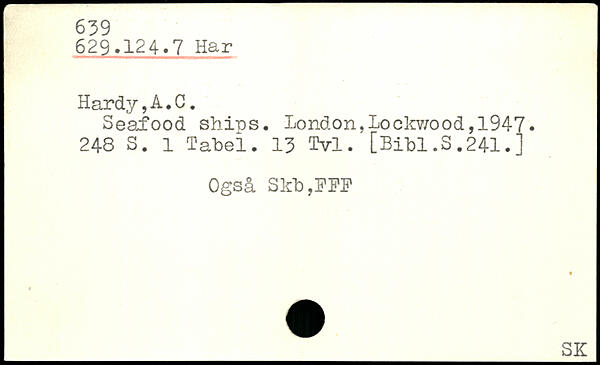 639
629.124.7 Har
Hardy,A.C.
Seafood ships. London,Lockwood,1947.
248 S. 1 Tabel. 13 Tvl. [Bibl.S.241.]
Også Skb,FFF
SK